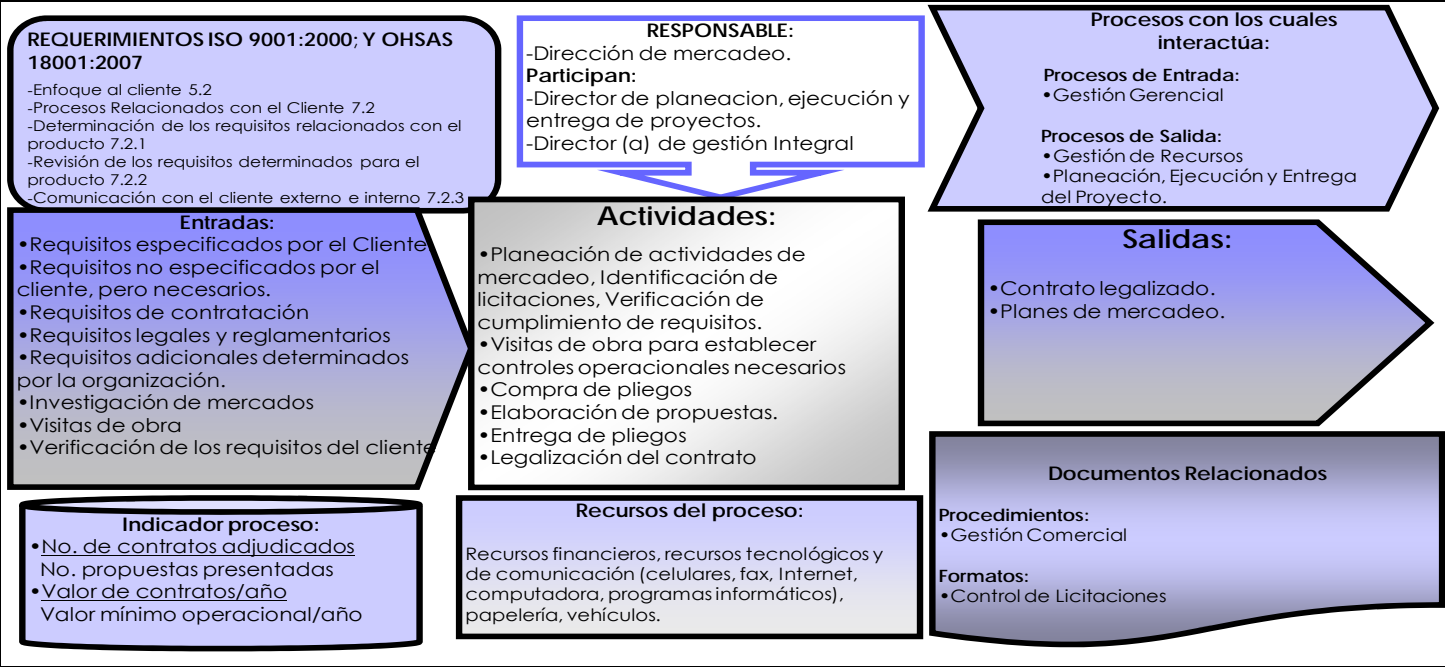 REQUERIMIENTOS ISO 9001:2000; Y OHSAS
18001:2007
-Enfoque al cliente 5.2
-Procesos Relacionados con el Cliente 7.2
-Determinación de los requisitos relacionados con el
producto 7.2.1
-Revisión de los requisitos determinados para el
producto 7.2.2
-Comunicación con el cliente externo e interno 7.2.3
RESPONSABLE:
-Dirección de mercadeo.
Participan:
-Director de planeacion, ejecución y
entrega de proyectos.
-Director (a) de gestión Integral
Procesos con los cuales
interactúa:
Procesos de Entrada:
•Gestión Gerencial
Procesos de Salida:
•Gestión de Recursos
•Planeación, Ejecución y Entrega
del Proyecto.
Entradas:
•Requisitos especificados por el Cliente
•Requisitos no especificados por el
cliente, pero necesarios.
•Requisitos de contratación
•Requisitos legales y reglamentarios
•Requisitos adicionales determinados
por la organización.
•Investigación de mercados
•Visitas de obra
•Verificación de los requisitos del cliente
Actividades:
•Planeación de actividades de
mercadeo, Identificación de
licitaciones, Verificación de
cumplimiento de requisitos.
•Visitas de obra para establecer
controles operacionales necesarios
•Compra de pliegos
•Elaboración de propuestas.
•Entrega de pliegos
•Legalización del contrato
Salidas:
•Contrato legalizado.
•Planes de mercadeo.
Indicador proceso:
•No. de contratos adjudicados
No. propuestas presentadas
•Valor de contratos/año
Valor mínimo operacional/año
Recursos del proceso:
Recursos financieros, recursos tecnológicos y
de comunicación (celulares, fax, Internet,
computadora, programas informáticos),
papelería, vehículos.
Documentos Relacionados
Procedimientos:
•Gestión Comercial
Formatos:
•Control de Licitaciones